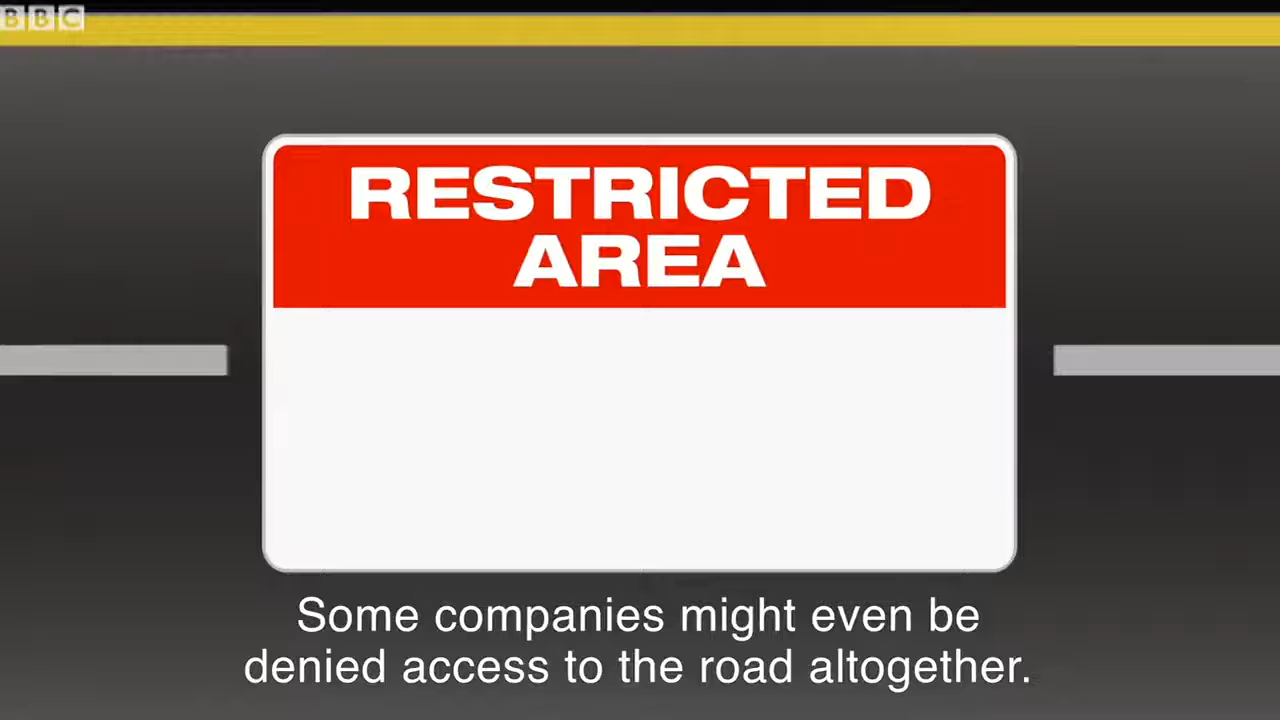 BBC
RESTRICTED
AREA
Some companies might even be
denied access to the road altogether.